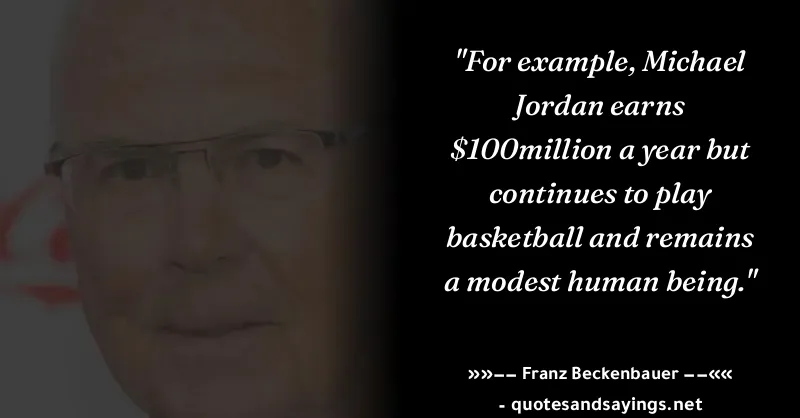 "For example, Michael
Jordan earns
$100million a year but
continues to play
basketball and remains
a modest human being."
»»–– Franz Beckenbauer ––««
- quotesandsayings.net